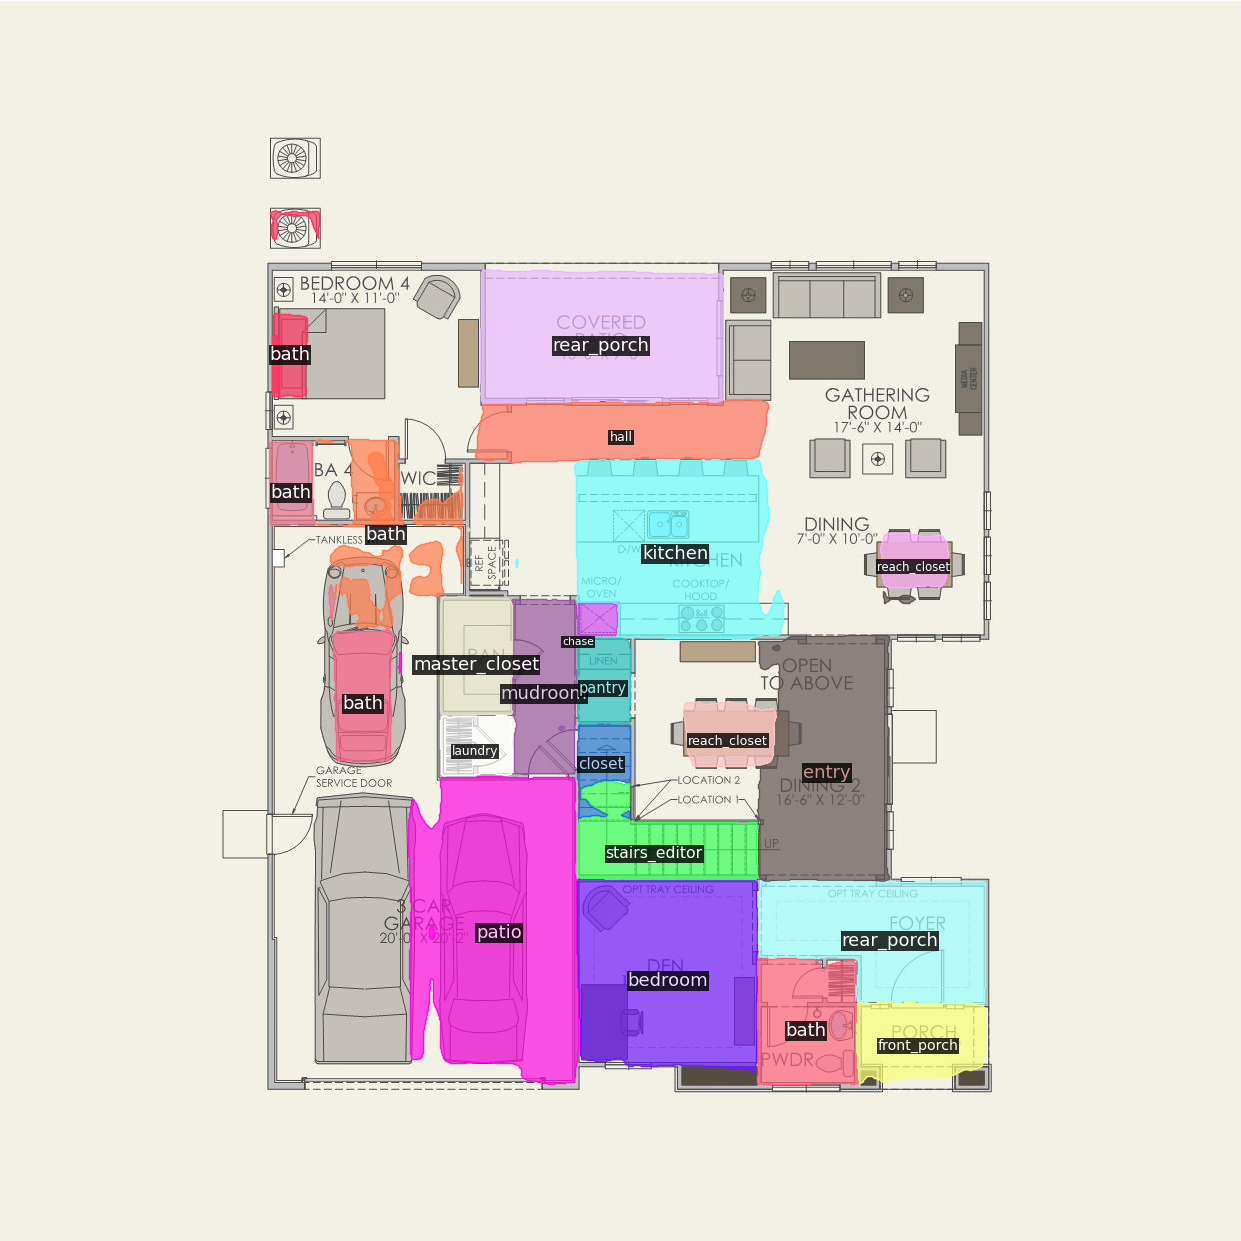 BEDROOM 4
14'-0" X 11'-0"
COVERED
PATIO
rear_porch
bath
hall
GATHERING
ROOM
17'-6" X 14'-0"
MEDIA
CENTER
BA 4
WIC
bath
bath
TANKLESS
REF
SPACE
D/W
KITCHEN
kitchen
MICRO/
OVEN
COOKTOP/
HOOD
DINING
7'-0" X 10'-0"
reach_closet
chase
LINEN
pantry
master_closet
mudroom
laundry
closet
bath
OPEN
TO ABOVE
reach_closet
entry
DINING 2
16'-6" X 12'-0"
LOCATION 2
LOCATION 1
GARAGE
SERVICE DOOR
stairs_editor
UP
3 CAR
GARAGE
20'-0" X 20'-2"
patio
OPT TRAY CEILING
DEN
bedroom
OPT TRAY CEILING
FOYER
rear_porch
bath
PWDR
PORCH
front_porch